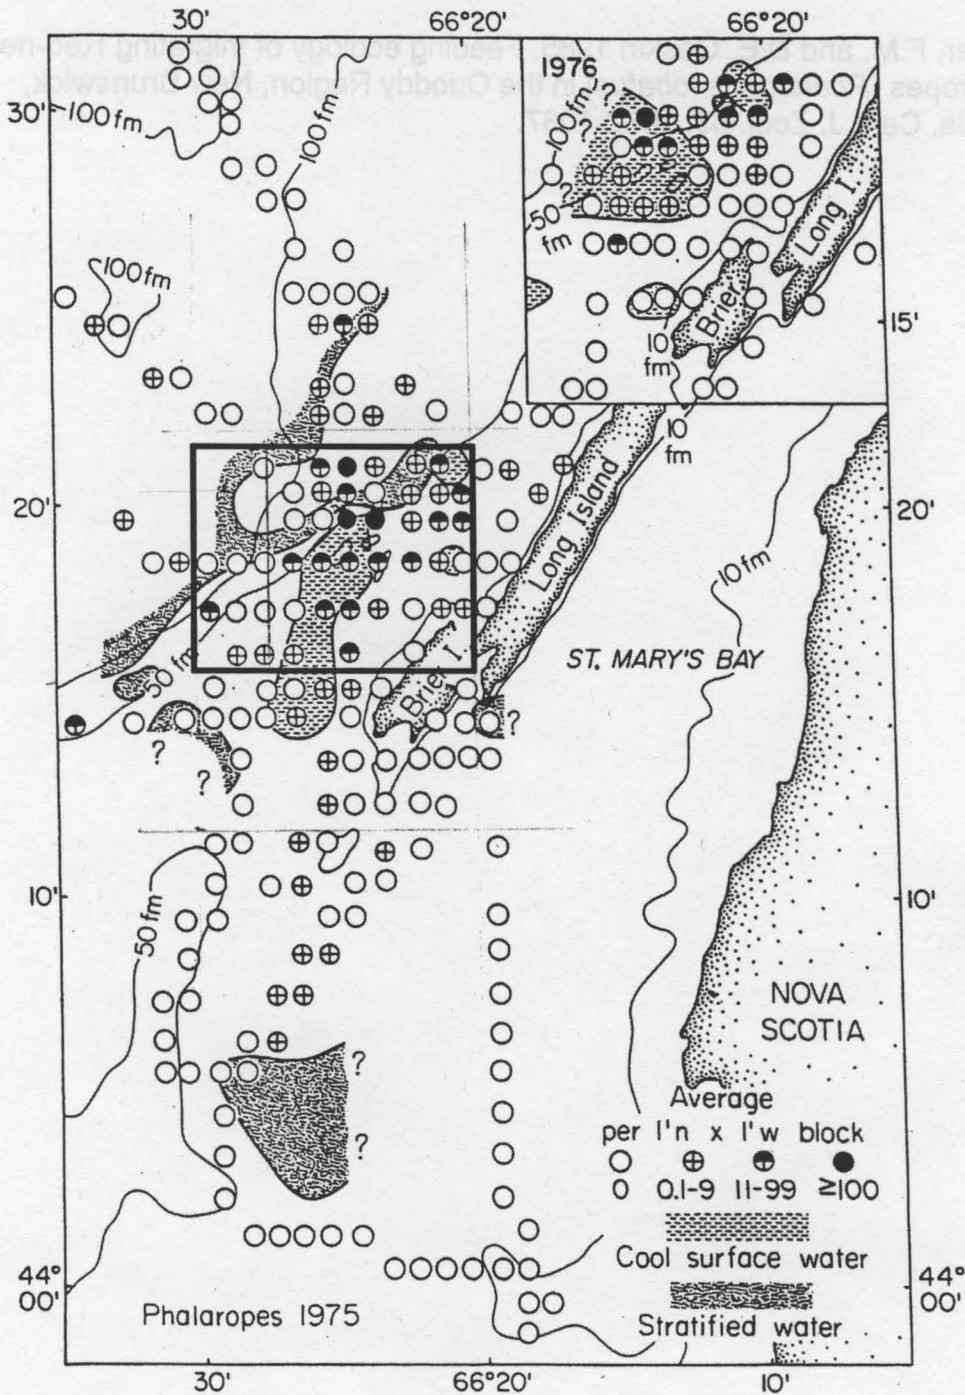 30'
66°20'
66°20'
1976
30'
100 fm
100 fm
100 fm
?
?
?
50
fm
Long I.
Brier I.
10
fm
15'
100 fm
10
fm
20'
20'
Long Island
10 fm
ST. MARY'S BAY
Brier I.
50 fm
?
?
?
10'
10'
50 fm
NOVA
SCOTIA
?
?
Average
per 1'n x 1'w block
0 0.1-9 11-99 ≥100
Cool surface water
Stratified water
44°
00'
44°
00'
Phalaropes 1975
30'
66°20'
10'